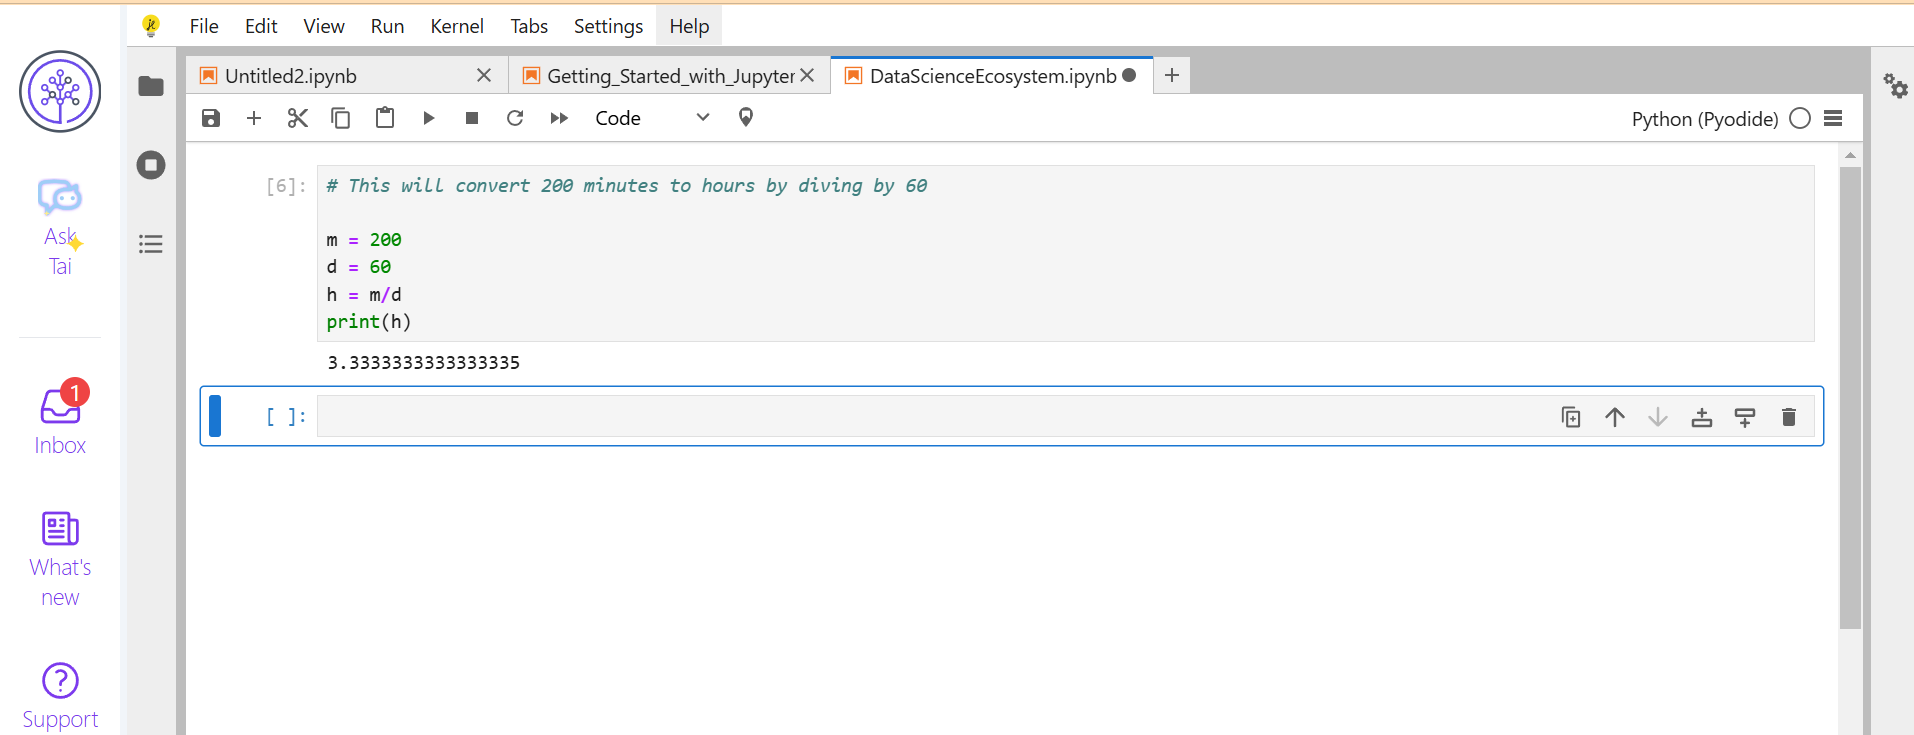 File Edit View Run Kernel Tabs Settings Help
Untitled2.ipynb Getting_Started_with_Jupyter DataScienceEcosystem.ipynb
Code Python (Pyodide)
[6]: # This will convert 200 minutes to hours by diving by 60
m = 200
d = 60
h = m/d
print(h)
3.3333333333333335
[ ]:
Ask
Tai
1
Inbox
What's
new
?
Support